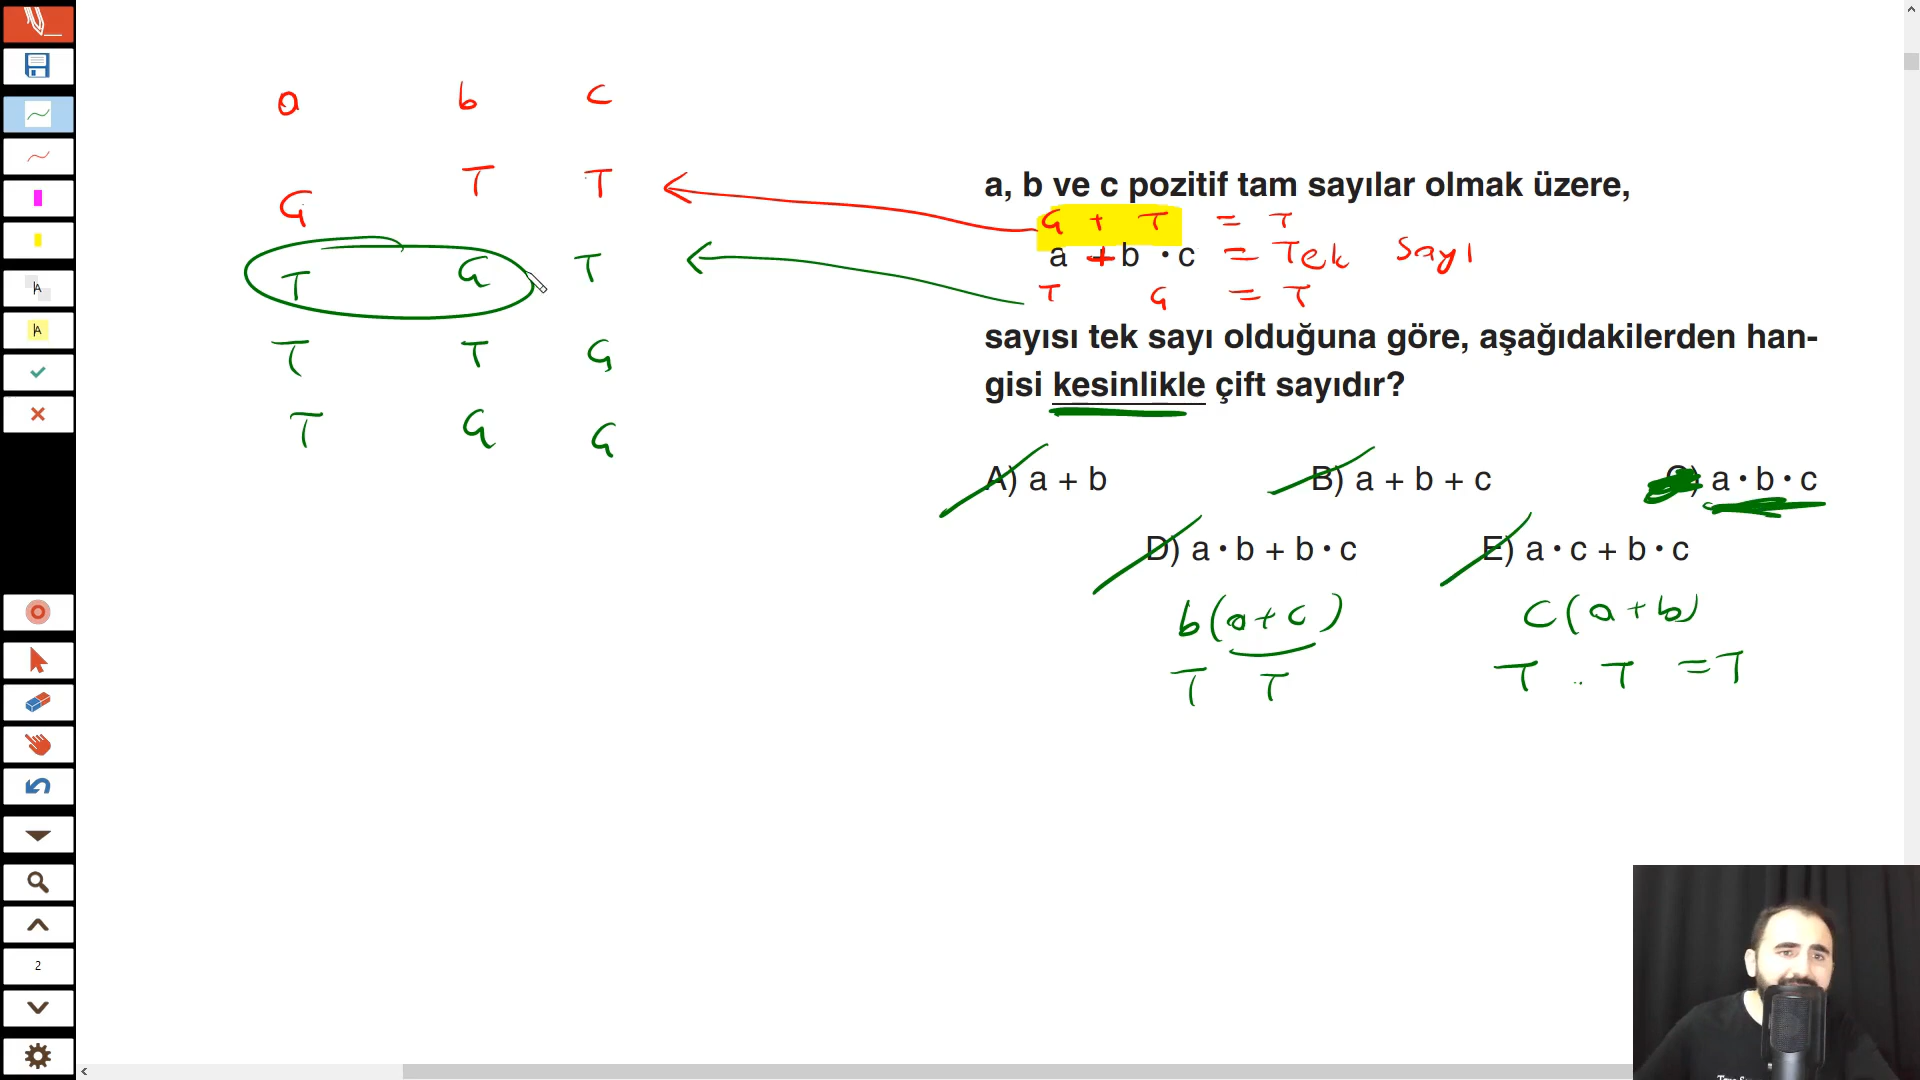 a b c
G T T
T G T
T T G
T G G
a, b ve c pozitif tam sayılar olmak üzere,
G + T = T
a + b · c = Tek Sayı
T G = T
sayısı tek sayı olduğuna göre, aşağıdakilerden han-
gisi kesinlikle çift sayıdır?
A) a + b B) a + b + c C) a · b · c
D) a · b + b · c E) a · c + b · c
b(a+c) c(a+b)
T T T . T = T
2